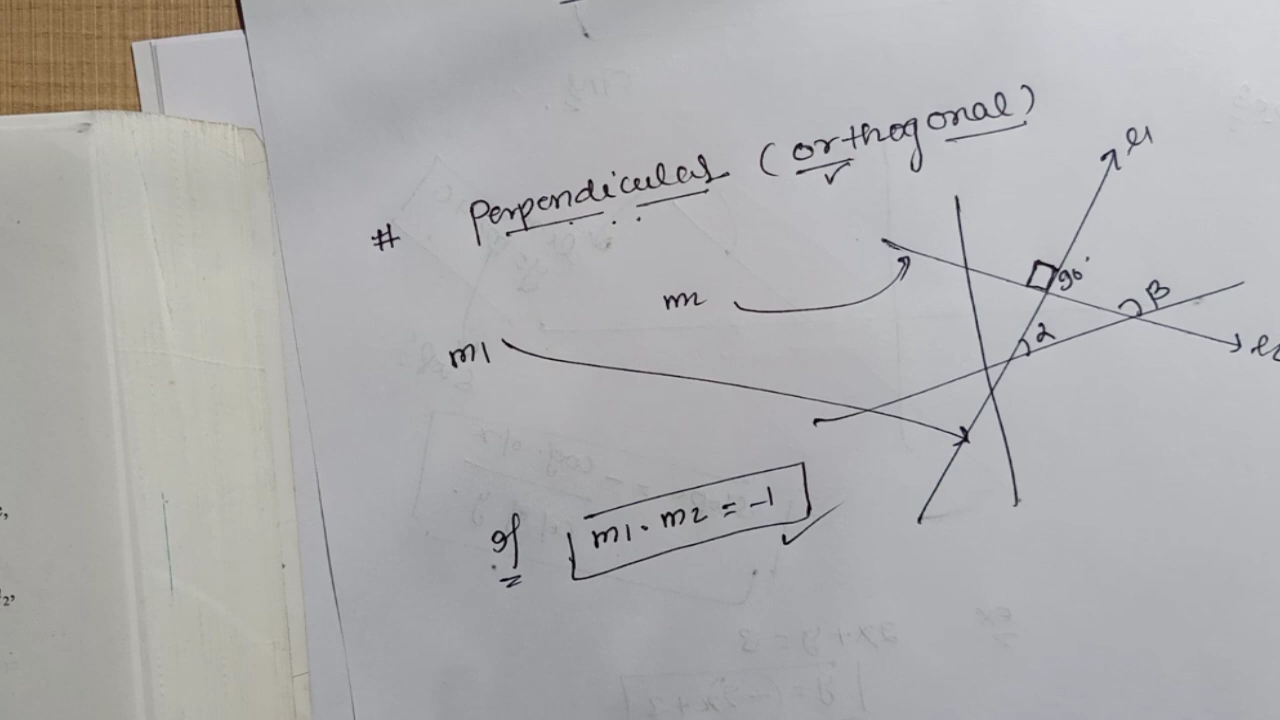 # Perpendicular (orthogonal)
l1
m2
90°
β
m1
α
l2
if m1 . m2 = -1